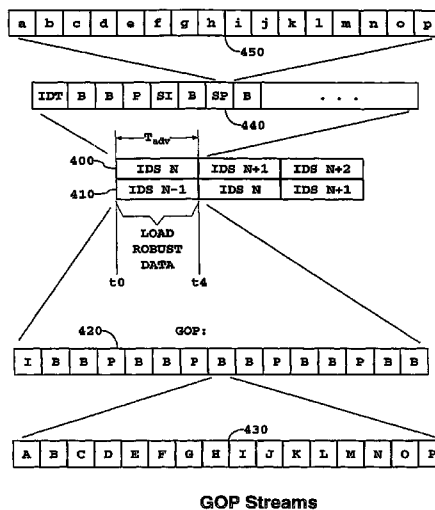 a b c d e f g h i j k l m n o p
450
IDT B B P SI B SP B . . .
440
Tadv
400 IDS N IDS N+1 IDS N+2
410 IDS N-1 IDS N IDS N+1
LOAD
ROBUST
DATA
t0 t4
420 GOP:
I B B P B B P B B P B B P B B
430
A B C D E F G H I J K L M N O P
GOP Streams